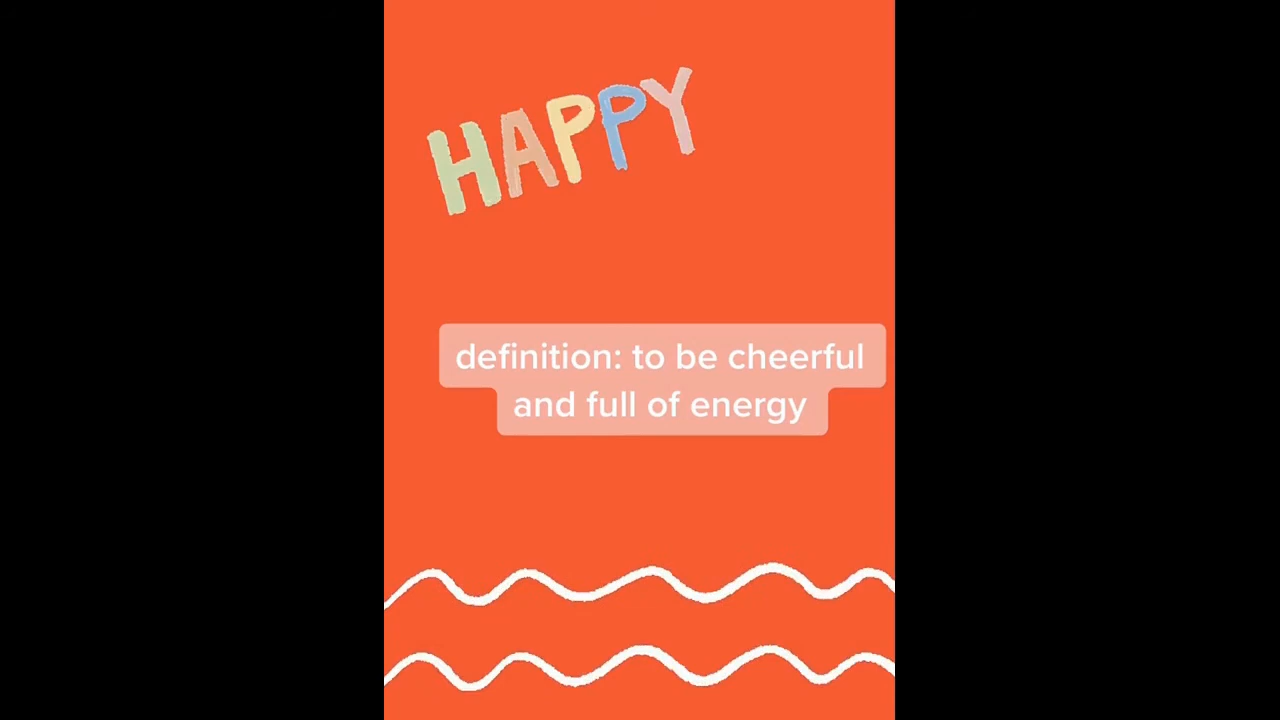 HAPPY
definition: to be cheerful
and full of energy